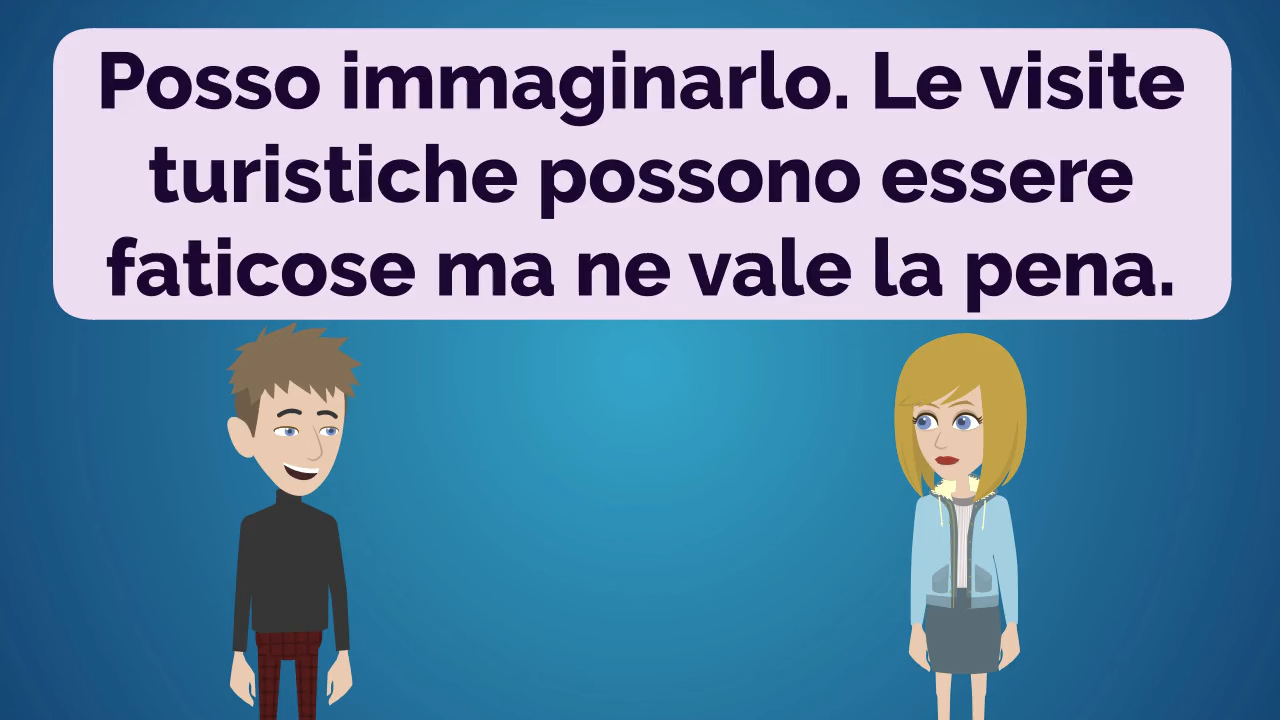 Posso immaginarlo. Le visite
turistiche possono essere
faticose ma ne vale la pena.